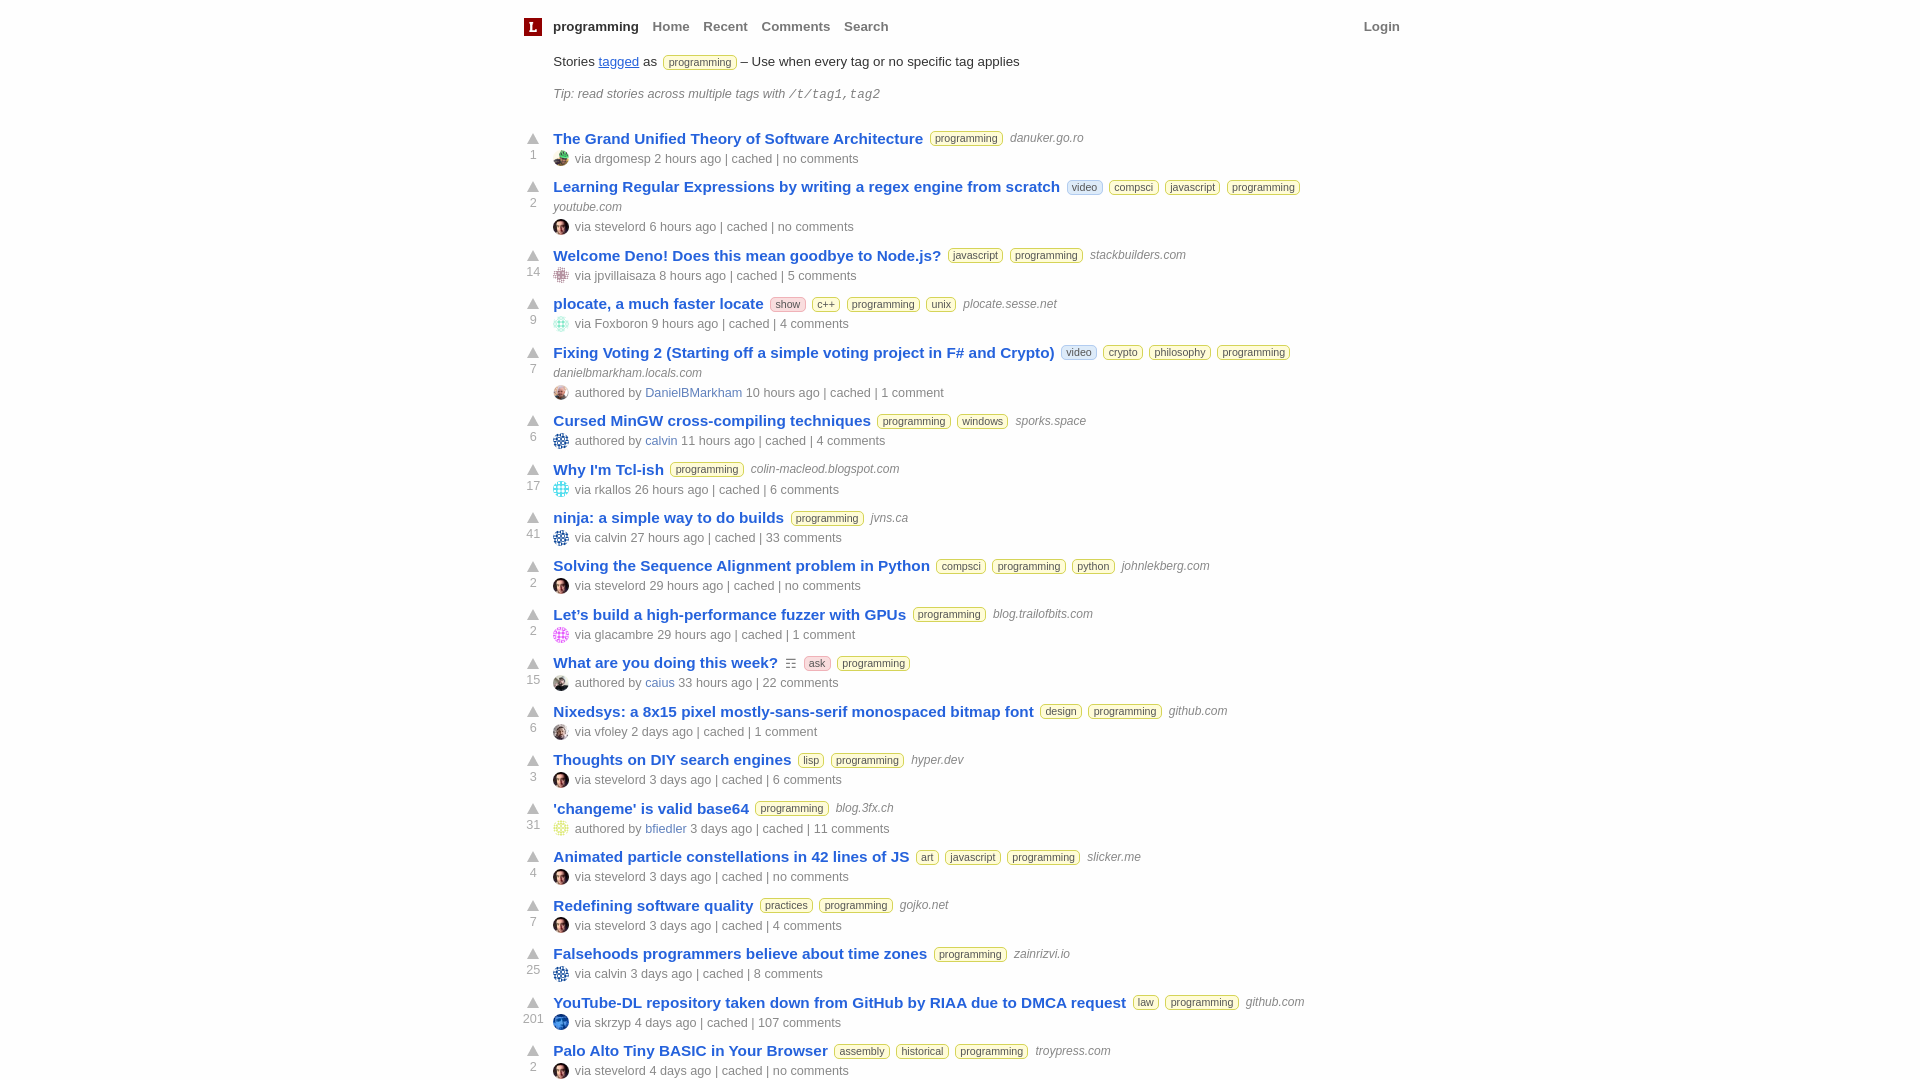 L programming Home Recent Comments Search Login
Stories tagged as programming – Use when every tag or no specific tag applies
Tip: read stories across multiple tags with /t/tag1,tag2
The Grand Unified Theory of Software Architecture programming danuker.go.ro
1 via drgomesp 2 hours ago | cached | no comments
Learning Regular Expressions by writing a regex engine from scratch video compsci javascript programming
2 youtube.com
via stevelord 6 hours ago | cached | no comments
Welcome Deno! Does this mean goodbye to Node.js? javascript programming stackbuilders.com
14 via jpvillaisaza 8 hours ago | cached | 5 comments
plocate, a much faster locate show c++ programming unix plocate.sesse.net
9 via Foxboron 9 hours ago | cached | 4 comments
Fixing Voting 2 (Starting off a simple voting project in F# and Crypto) video crypto philosophy programming
7 danielbmarkham.locals.com
authored by DanielBMarkham 10 hours ago | cached | 1 comment
Cursed MinGW cross-compiling techniques programming windows sporks.space
6 authored by calvin 11 hours ago | cached | 4 comments
Why I'm Tcl-ish programming colin-macleod.blogspot.com
17 via rkallos 26 hours ago | cached | 6 comments
ninja: a simple way to do builds programming jvns.ca
41 via calvin 27 hours ago | cached | 33 comments
Solving the Sequence Alignment problem in Python compsci programming python johnlekberg.com
2 via stevelord 29 hours ago | cached | no comments
Let’s build a high-performance fuzzer with GPUs programming blog.trailofbits.com
2 via glacambre 29 hours ago | cached | 1 comment
What are you doing this week? ☶ ask programming
15 authored by caius 33 hours ago | 22 comments
Nixedsys: a 8x15 pixel mostly-sans-serif monospaced bitmap font design programming github.com
6 via vfoley 2 days ago | cached | 1 comment
Thoughts on DIY search engines lisp programming hyper.dev
3 via stevelord 3 days ago | cached | 6 comments
'changeme' is valid base64 programming blog.3fx.ch
31 authored by bfiedler 3 days ago | cached | 11 comments
Animated particle constellations in 42 lines of JS art javascript programming slicker.me
4 via stevelord 3 days ago | cached | no comments
Redefining software quality practices programming gojko.net
7 via stevelord 3 days ago | cached | 4 comments
Falsehoods programmers believe about time zones programming zainrizvi.io
25 via calvin 3 days ago | cached | 8 comments
YouTube-DL repository taken down from GitHub by RIAA due to DMCA request law programming github.com
201 via skrzyp 4 days ago | cached | 107 comments
Palo Alto Tiny BASIC in Your Browser assembly historical programming troypress.com
2 via stevelord 4 days ago | cached | no comments